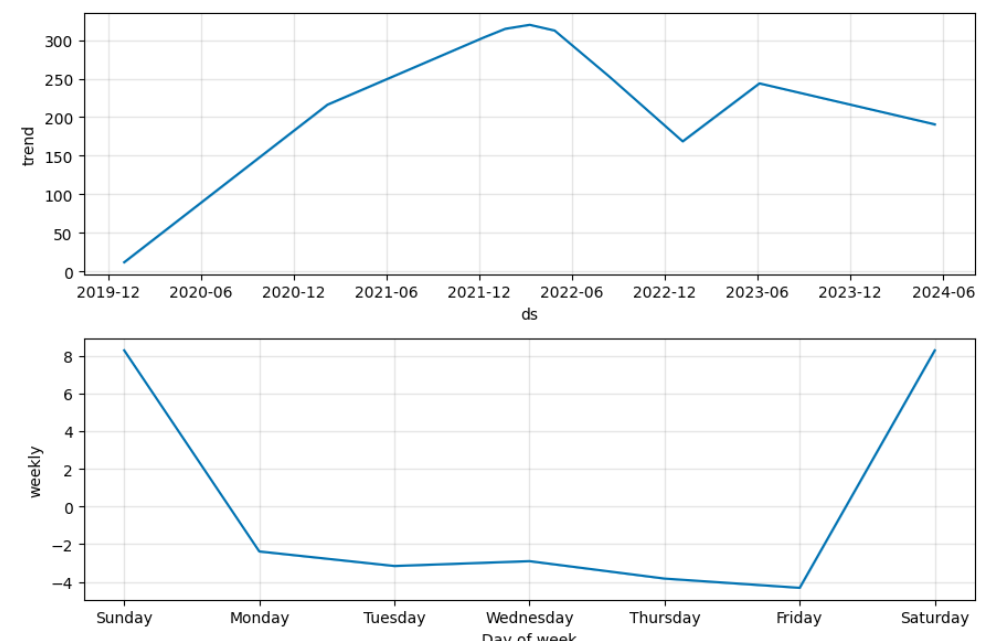 300
250
200
150
100
50
0
trend
2019-12 2020-06 2020-12 2021-06 2021-12 2022-06 2022-12 2023-06 2023-12 2024-06
ds
8
6
4
2
0
−2
−4
weekly
Sunday Monday Tuesday Wednesday Thursday Friday Saturday
Day of week